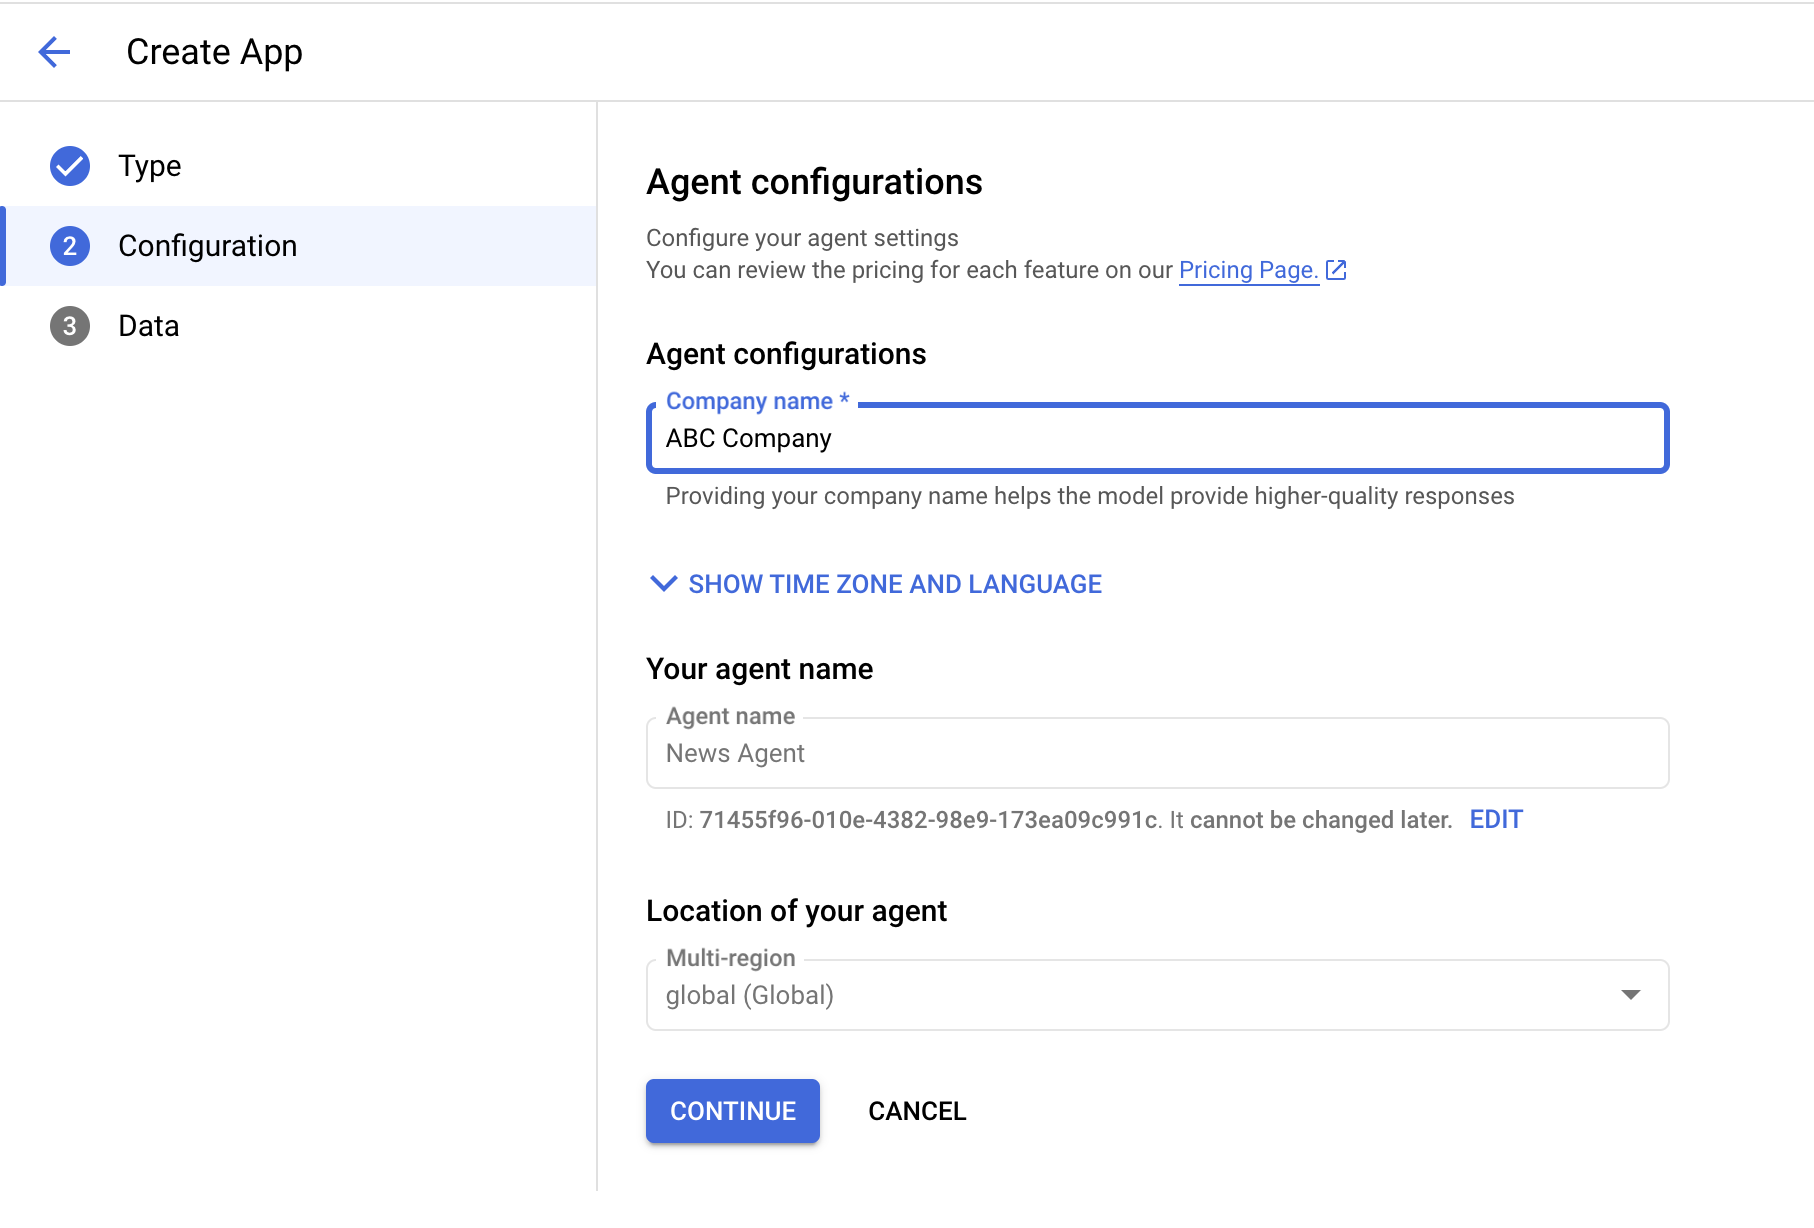 Create App
Type
2 Configuration
3 Data
Agent configurations
Configure your agent settings
You can review the pricing for each feature on our Pricing Page.
Agent configurations
Company name *
ABC Company
Providing your company name helps the model provide higher-quality responses
SHOW TIME ZONE AND LANGUAGE
Your agent name
Agent name
News Agent
ID: 71455f96-010e-4382-98e9-173ea09c991c. It cannot be changed later. EDIT
Location of your agent
Multi-region
global (Global)
CONTINUE CANCEL